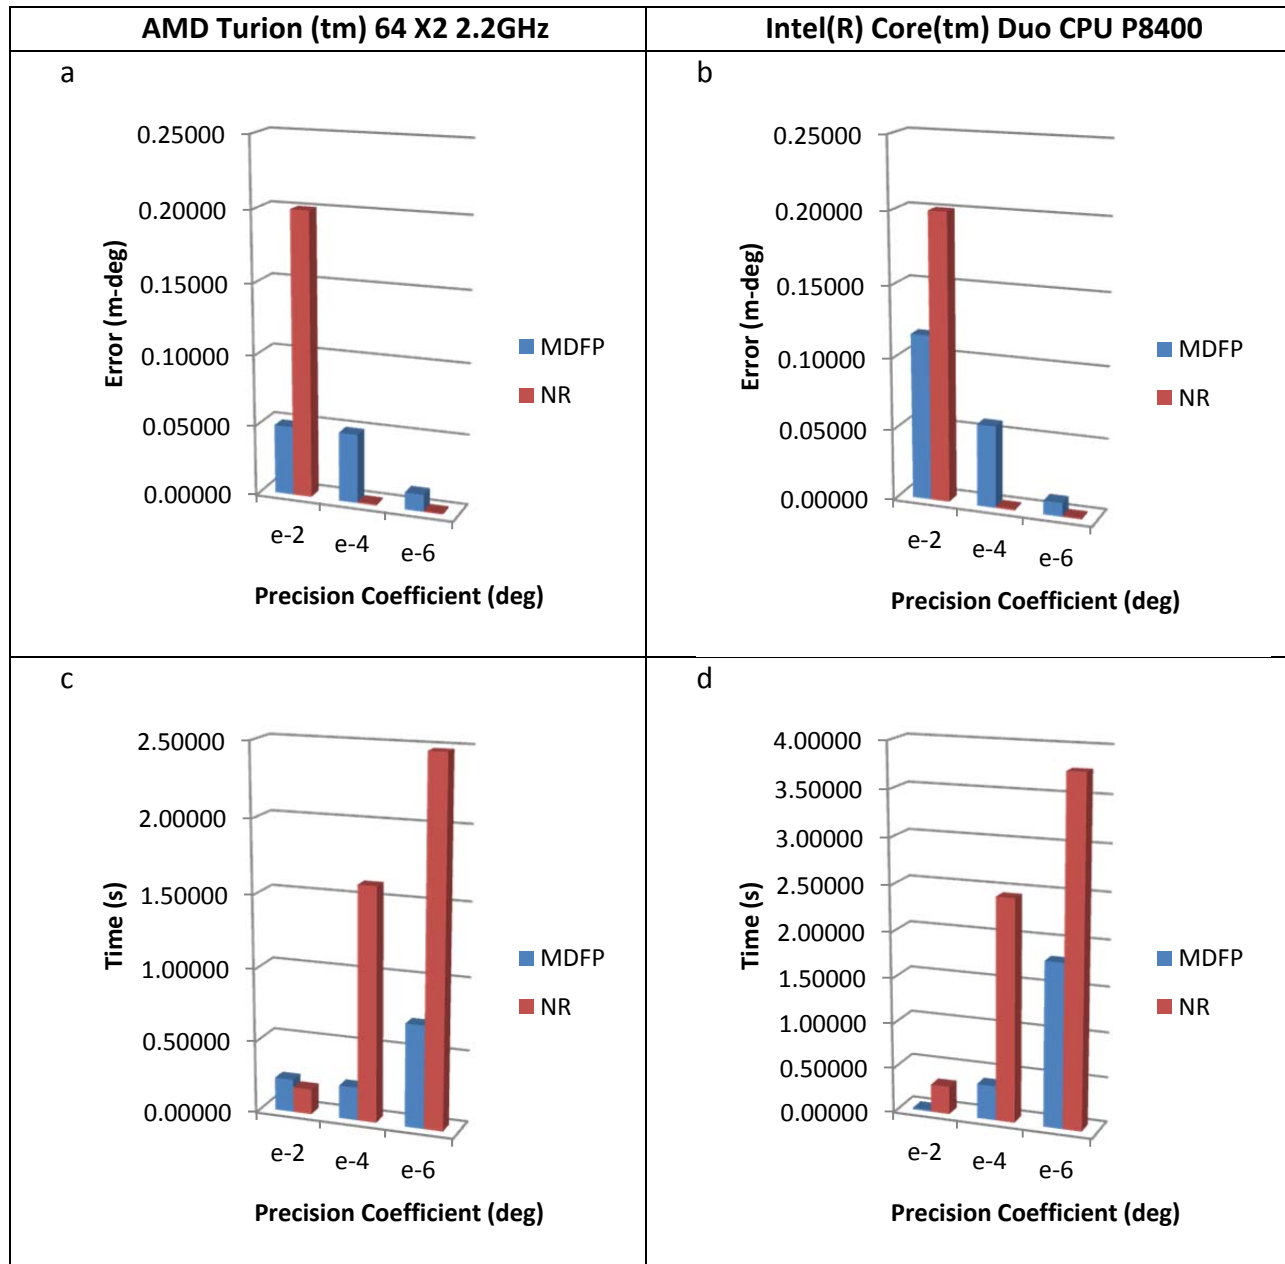 AMD Turion (tm) 64 X2 2.2GHz
Intel(R) Core(tm) Duo CPU P8400
a
0.25000
0.20000
0.15000
0.10000
0.05000
0.00000
Error (m-deg)
e-2
e-4
e-6
Precision Coefficient (deg)
MDFP
NR
b
0.25000
0.20000
0.15000
0.10000
0.05000
0.00000
Error (m-deg)
e-2
e-4
e-6
Precision Coefficient (deg)
MDFP
NR
c
2.50000
2.00000
1.50000
1.00000
0.50000
0.00000
Time (s)
e-2
e-4
e-6
Precision Coefficient (deg)
MDFP
NR
d
4.00000
3.50000
3.00000
2.50000
2.00000
1.50000
1.00000
0.50000
0.00000
Time (s)
e-2
e-4
e-6
Precision Coefficient (deg)
MDFP
NR